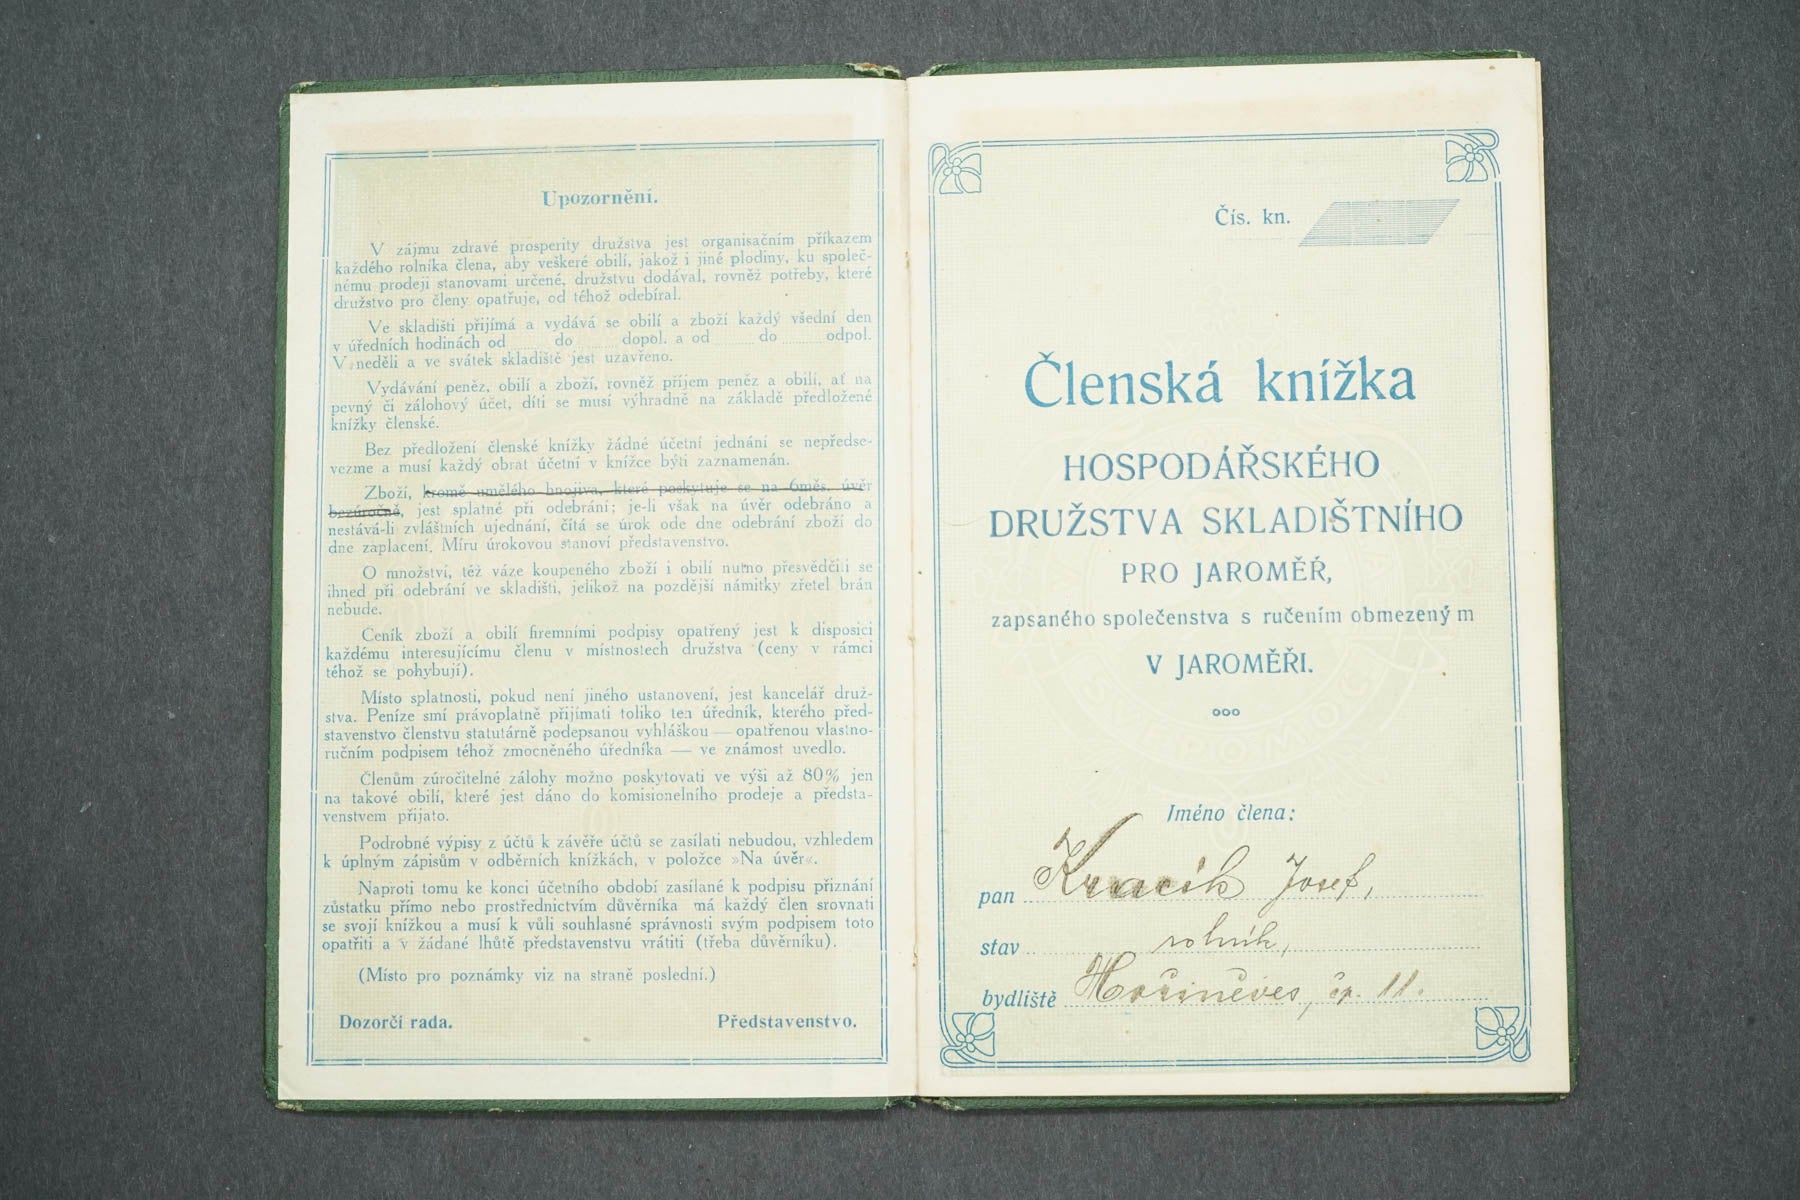 Upozornění.
V zájmu zdravé prosperity družstva jest organisačním příkazem
každého rolníka člena, aby veškeré obilí, jakož i jiné plodiny, ku společ-
nému prodeji stanovami určené, družstvu dodával, rovněž potřeby, které
družstvo pro členy opatřuje, od téhož odebíral.
Ve skladišti přijímá a vydává se obilí a zboží každý všední den
v úředních hodinách od ...... do ...... dopol. a od ...... do ...... odpol.
V neděli a ve svátek skladiště jest uzavřeno.
Vydávání peněz, obilí a zboží, rovněž příjem peněz a obilí, ať na
pevný čí zálohový účet, díti se musí výhradně na základě předložené
knížky členské.
Bez předložení členské knížky žádné účetní jednání se nepředse-
vezme a musí každý obrat účetní v knížce býti zaznamenán.
Zboží, kromě umělého hnojiva, které poskytuje se na 6měs. úvěr
bezúročně, jest splatné při odebrání; je-li však na úvěr odebráno a
nestává-li zvláštních ujednání, čítá se úrok ode dne odebrání zboží do
dne zaplacení. Míru úrokovou stanoví představenstvo.
O množství, též váze koupeného zboží i obilí nutno přesvědčiti se
ihned při odebrání ve skladišti, jelikož na pozdější námitky zřetel brán
nebude.
Ceník zboží a obilí firemními podpisy opatřený jest k disposici
každému interesujícímu členu v místnostech družstva (ceny v rámci
téhož se pohybují).
Místo splatnosti, pokud není jiného ustanovení, jest kancelář druž-
stva. Peníze smí právoplatně přijímati toliko ten úředník, kterého před-
stavenstvo členstvu statutárně podepsanou vyhláškou — opatřenou vlastno-
ručním podpisem téhož zmocněného úředníka — ve známost uvedlo.
Členům zúročitelné zálohy možno poskytovati ve výši až 80% jen
na takové obilí, které jest dáno do komisionelního prodeje a předsta-
venstvem přijato.
Podrobné výpisy z účtů k závěře účtů se zasílati nebudou, vzhledem
k úplným zápisům v odběrních knížkách, v položce »Na úvěr«.
Naproti tomu ke konci účetního období zasílané k podpisu přiznání
zůstatku přímo nebo prostřednictvím důvěrníka má každý člen srovnati
se svojí knížkou a musí k vůli souhlasné správnosti svým podpisem toto
opatřiti a v žádané lhůtě představenstvu vrátiti (třeba důvěrníku).
(Místo pro poznámky viz na straně poslední.)
Dozorčí rada. Představenstvo.
Čís. kn.
Členská knížka
HOSPODÁŘSKÉHO
DRUŽSTVA SKLADIŠTNÍHO
PRO JAROMĚŘ,
zapsaného společenstva s ručením obmezeným
V JAROMĚŘI.
Iméno člena:
pan Kracík Josef,
stav rolník,
bydliště Hořiněves, čp. 11.